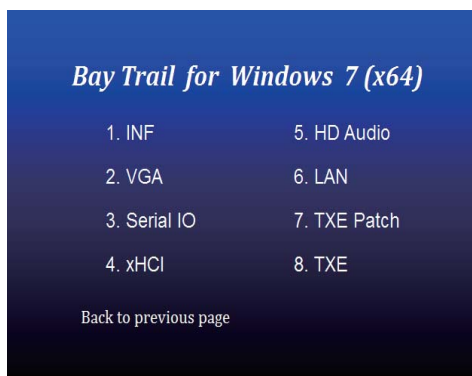 Bay Trail for Windows 7 (x64)
1. INF
2. VGA
3. Serial IO
4. xHCI
5. HD Audio
6. LAN
7. TXE Patch
8. TXE
Back to previous page